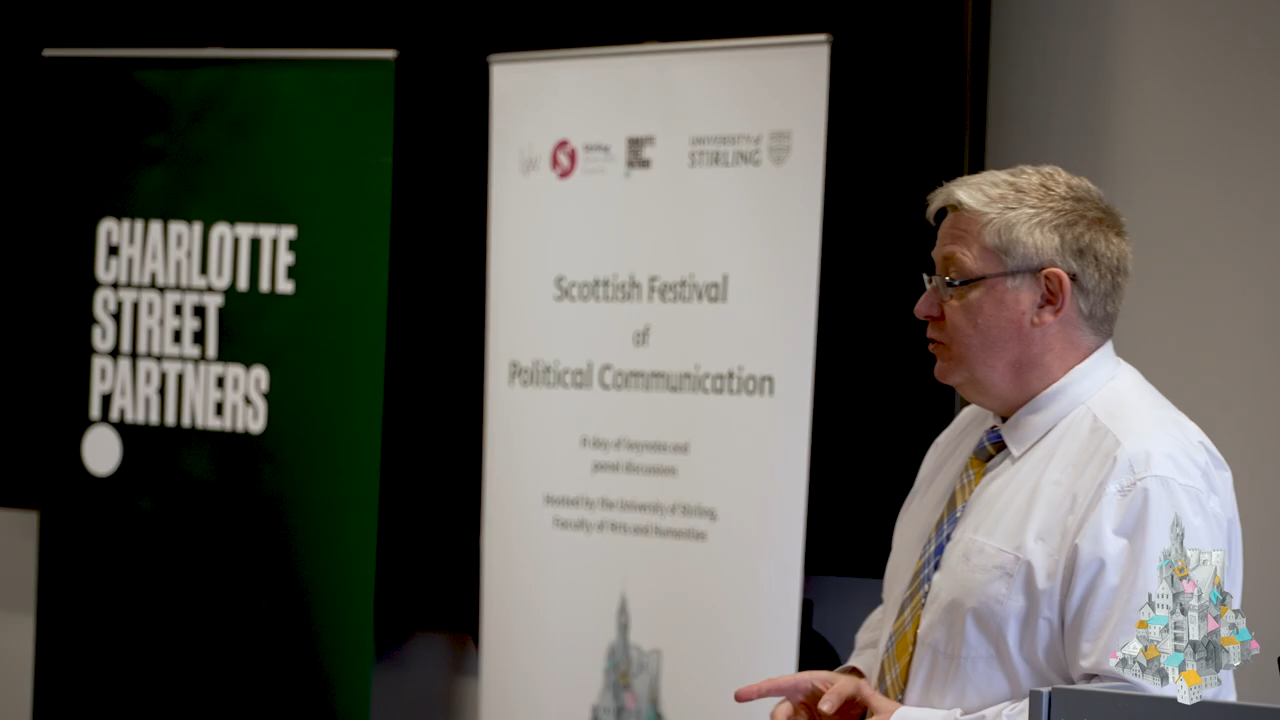 CHARLOTTE
STREET
PARTNERS
UNIVERSITY of
STIRLING
Scottish Festival
of
Political Communication
A day of keynotes and
panel discussions
Hosted by the University of Stirling,
Faculty of Arts and Humanities